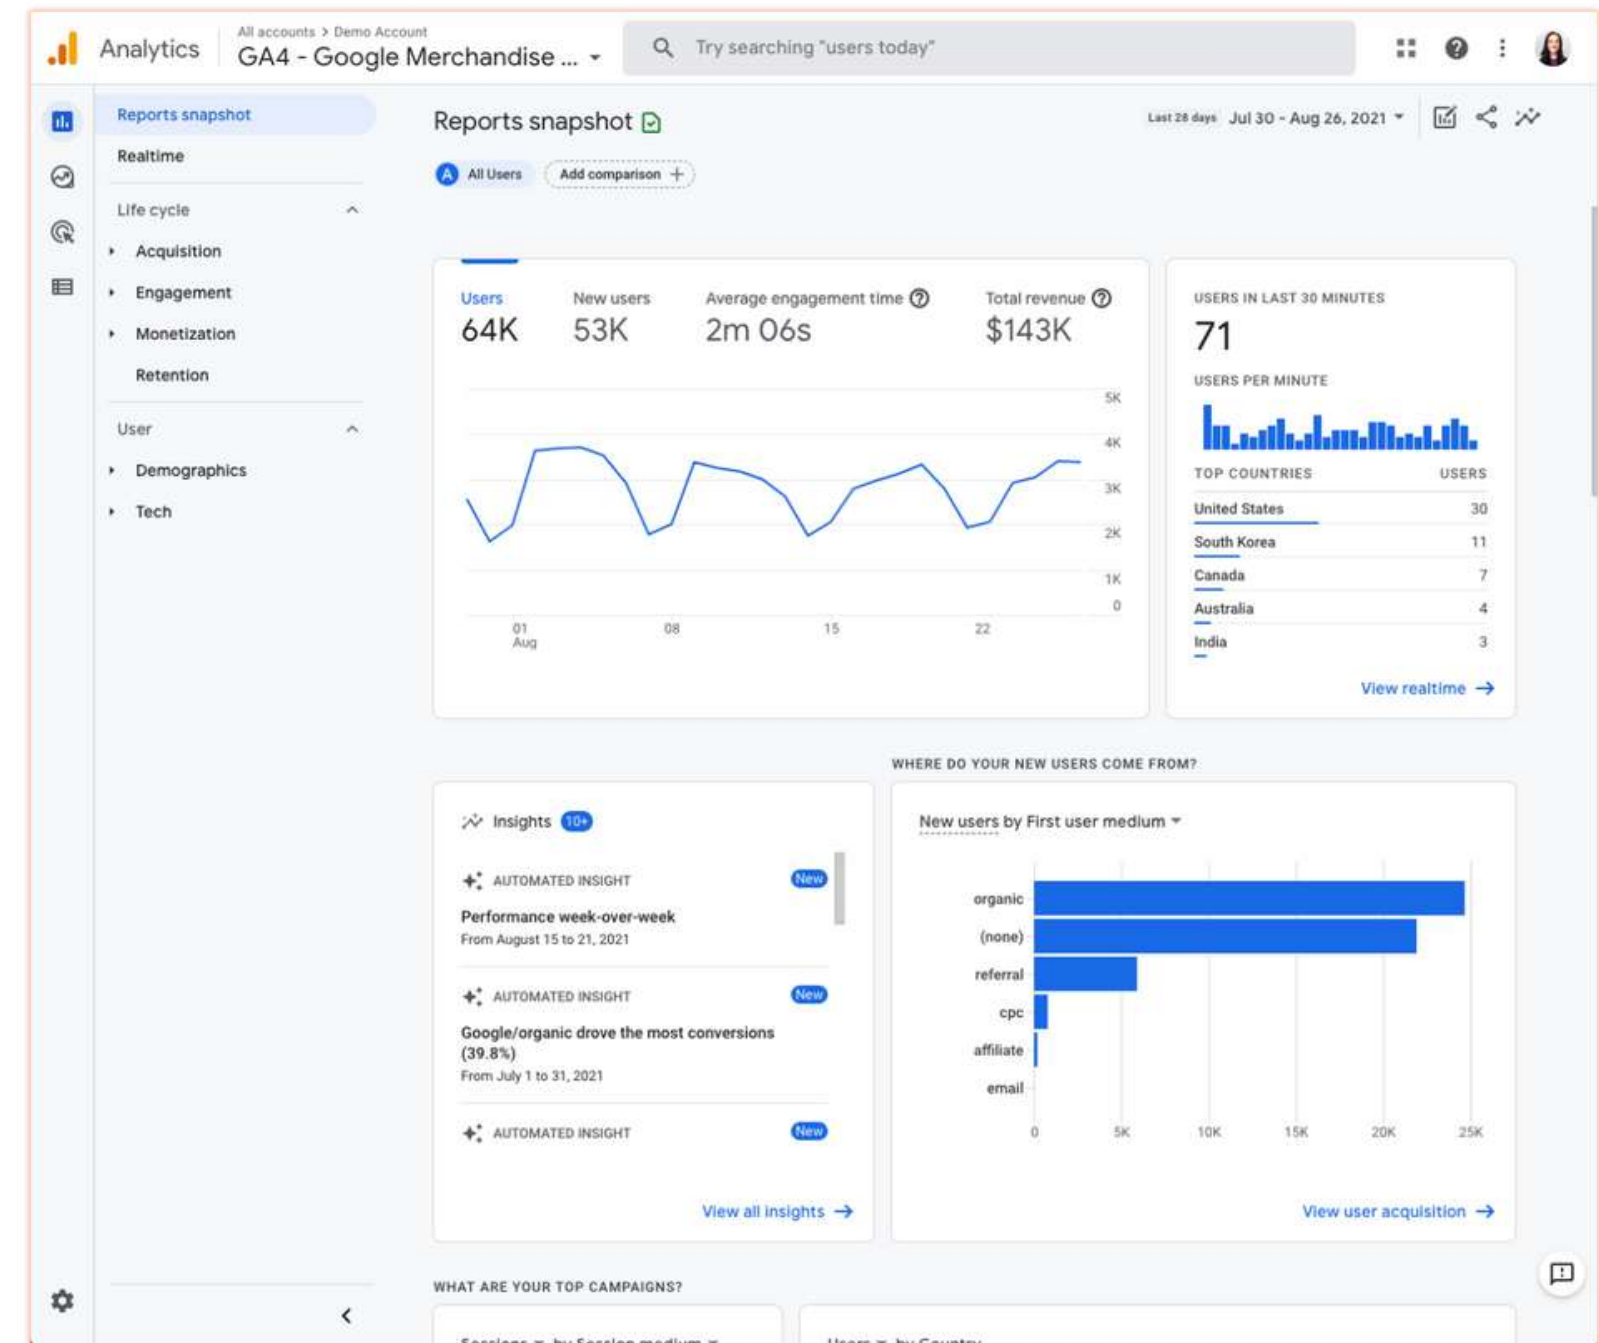 All accounts > Demo Account
Analytics
GA4 - Google Merchandise ...
Try searching "users today"
Reports snapshot
Realtime
Life cycle
Acquisition
Engagement
Monetization
Retention
User
Demographics
Tech
Reports snapshot
Last 28 days Jul 30 - Aug 26, 2021
A All Users
Add comparison +
Users
64K
New users
53K
Average engagement time
2m 06s
Total revenue
$143K
5K
4K
3K
2K
1K
0
01 08 15 22
Aug
USERS IN LAST 30 MINUTES
71
USERS PER MINUTE
TOP COUNTRIES USERS
United States 30
South Korea 11
Canada 7
Australia 4
India 3
View realtime
Insights 10+
AUTOMATED INSIGHT New
Performance week-over-week
From August 15 to 21, 2021
AUTOMATED INSIGHT New
Google/organic drove the most conversions
(39.8%)
From July 1 to 31, 2021
AUTOMATED INSIGHT New
View all insights
WHERE DO YOUR NEW USERS COME FROM?
New users by First user medium
organic
(none)
referral
cpc
affiliate
email
0 5K 10K 15K 20K 25K
View user acquisition
WHAT ARE YOUR TOP CAMPAIGNS?
Sessions by Session medium
Users by Country